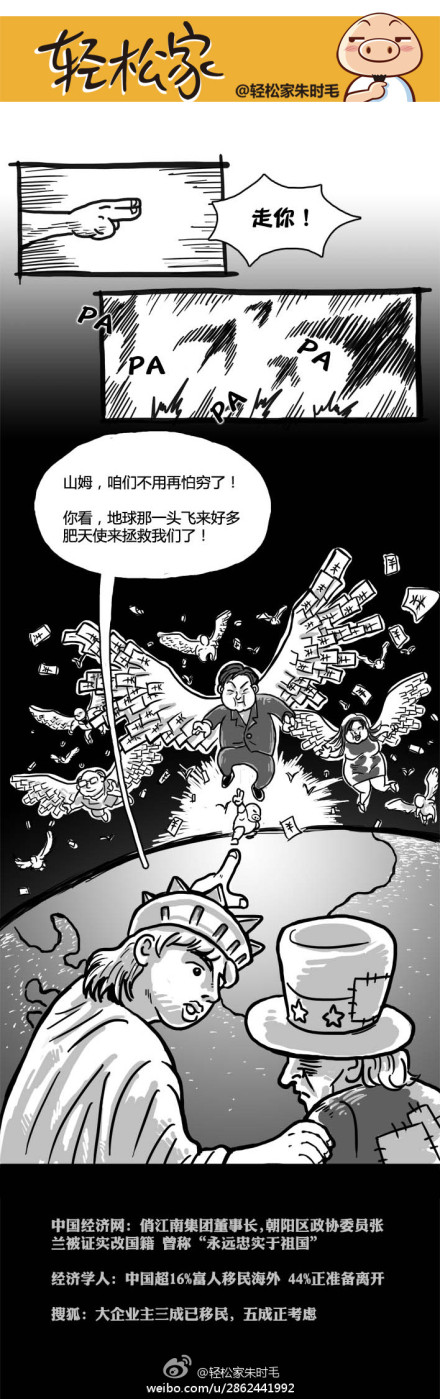 轻松家
@轻松家朱时毛
走你！
PA
PA
PA
PA
山姆，咱们不用再怕穷了！
你看，地球那一头飞来好多
肥天使来拯救我们了！
中国经济网：俏江南集团董事长,朝阳区政协委员张
兰被证实改国籍 曾称“永远忠实于祖国”
经济学人：中国超16%富人移民海外 44%正准备离开
搜狐：大企业主三成已移民，五成正考虑
@轻松家朱时毛
weibo.com/u/2862441992